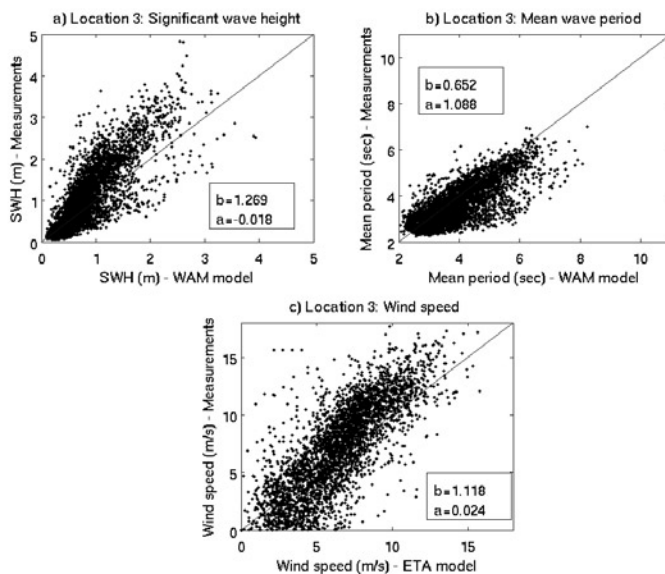 a) Location 3: Significant wave height
5
4
3
2
1
0
SWH (m) - Measurements
b=1.269
a=-0.018
0 1 2 3 4 5
SWH (m) - WAM model
b) Location 3: Mean wave period
10
8
6
4
2
Mean period (sec) - Measurements
b=0.652
a=1.088
2 4 6 8 10
Mean period (sec) - WAM model
c) Location 3: Wind speed
15
10
5
0
Wind speed (m/s) - Measurements
b=1.118
a=0.024
0 5 10 15
Wind speed (m/s) - ETA model